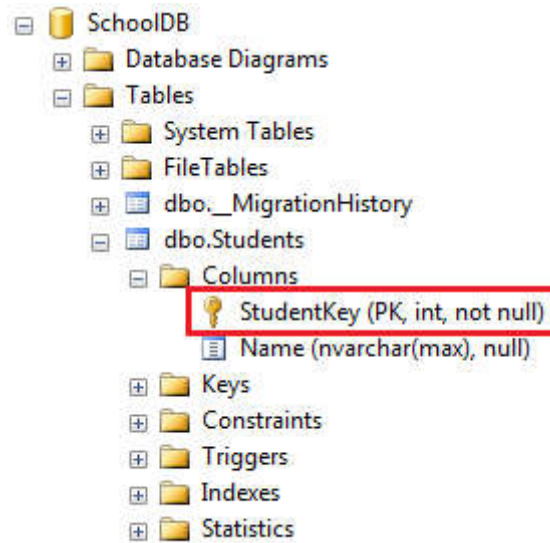 SchoolDB
Database Diagrams
Tables
System Tables
FileTables
dbo.__MigrationHistory
dbo.Students
Columns
StudentKey (PK, int, not null)
Name (nvarchar(max), null)
Keys
Constraints
Triggers
Indexes
Statistics